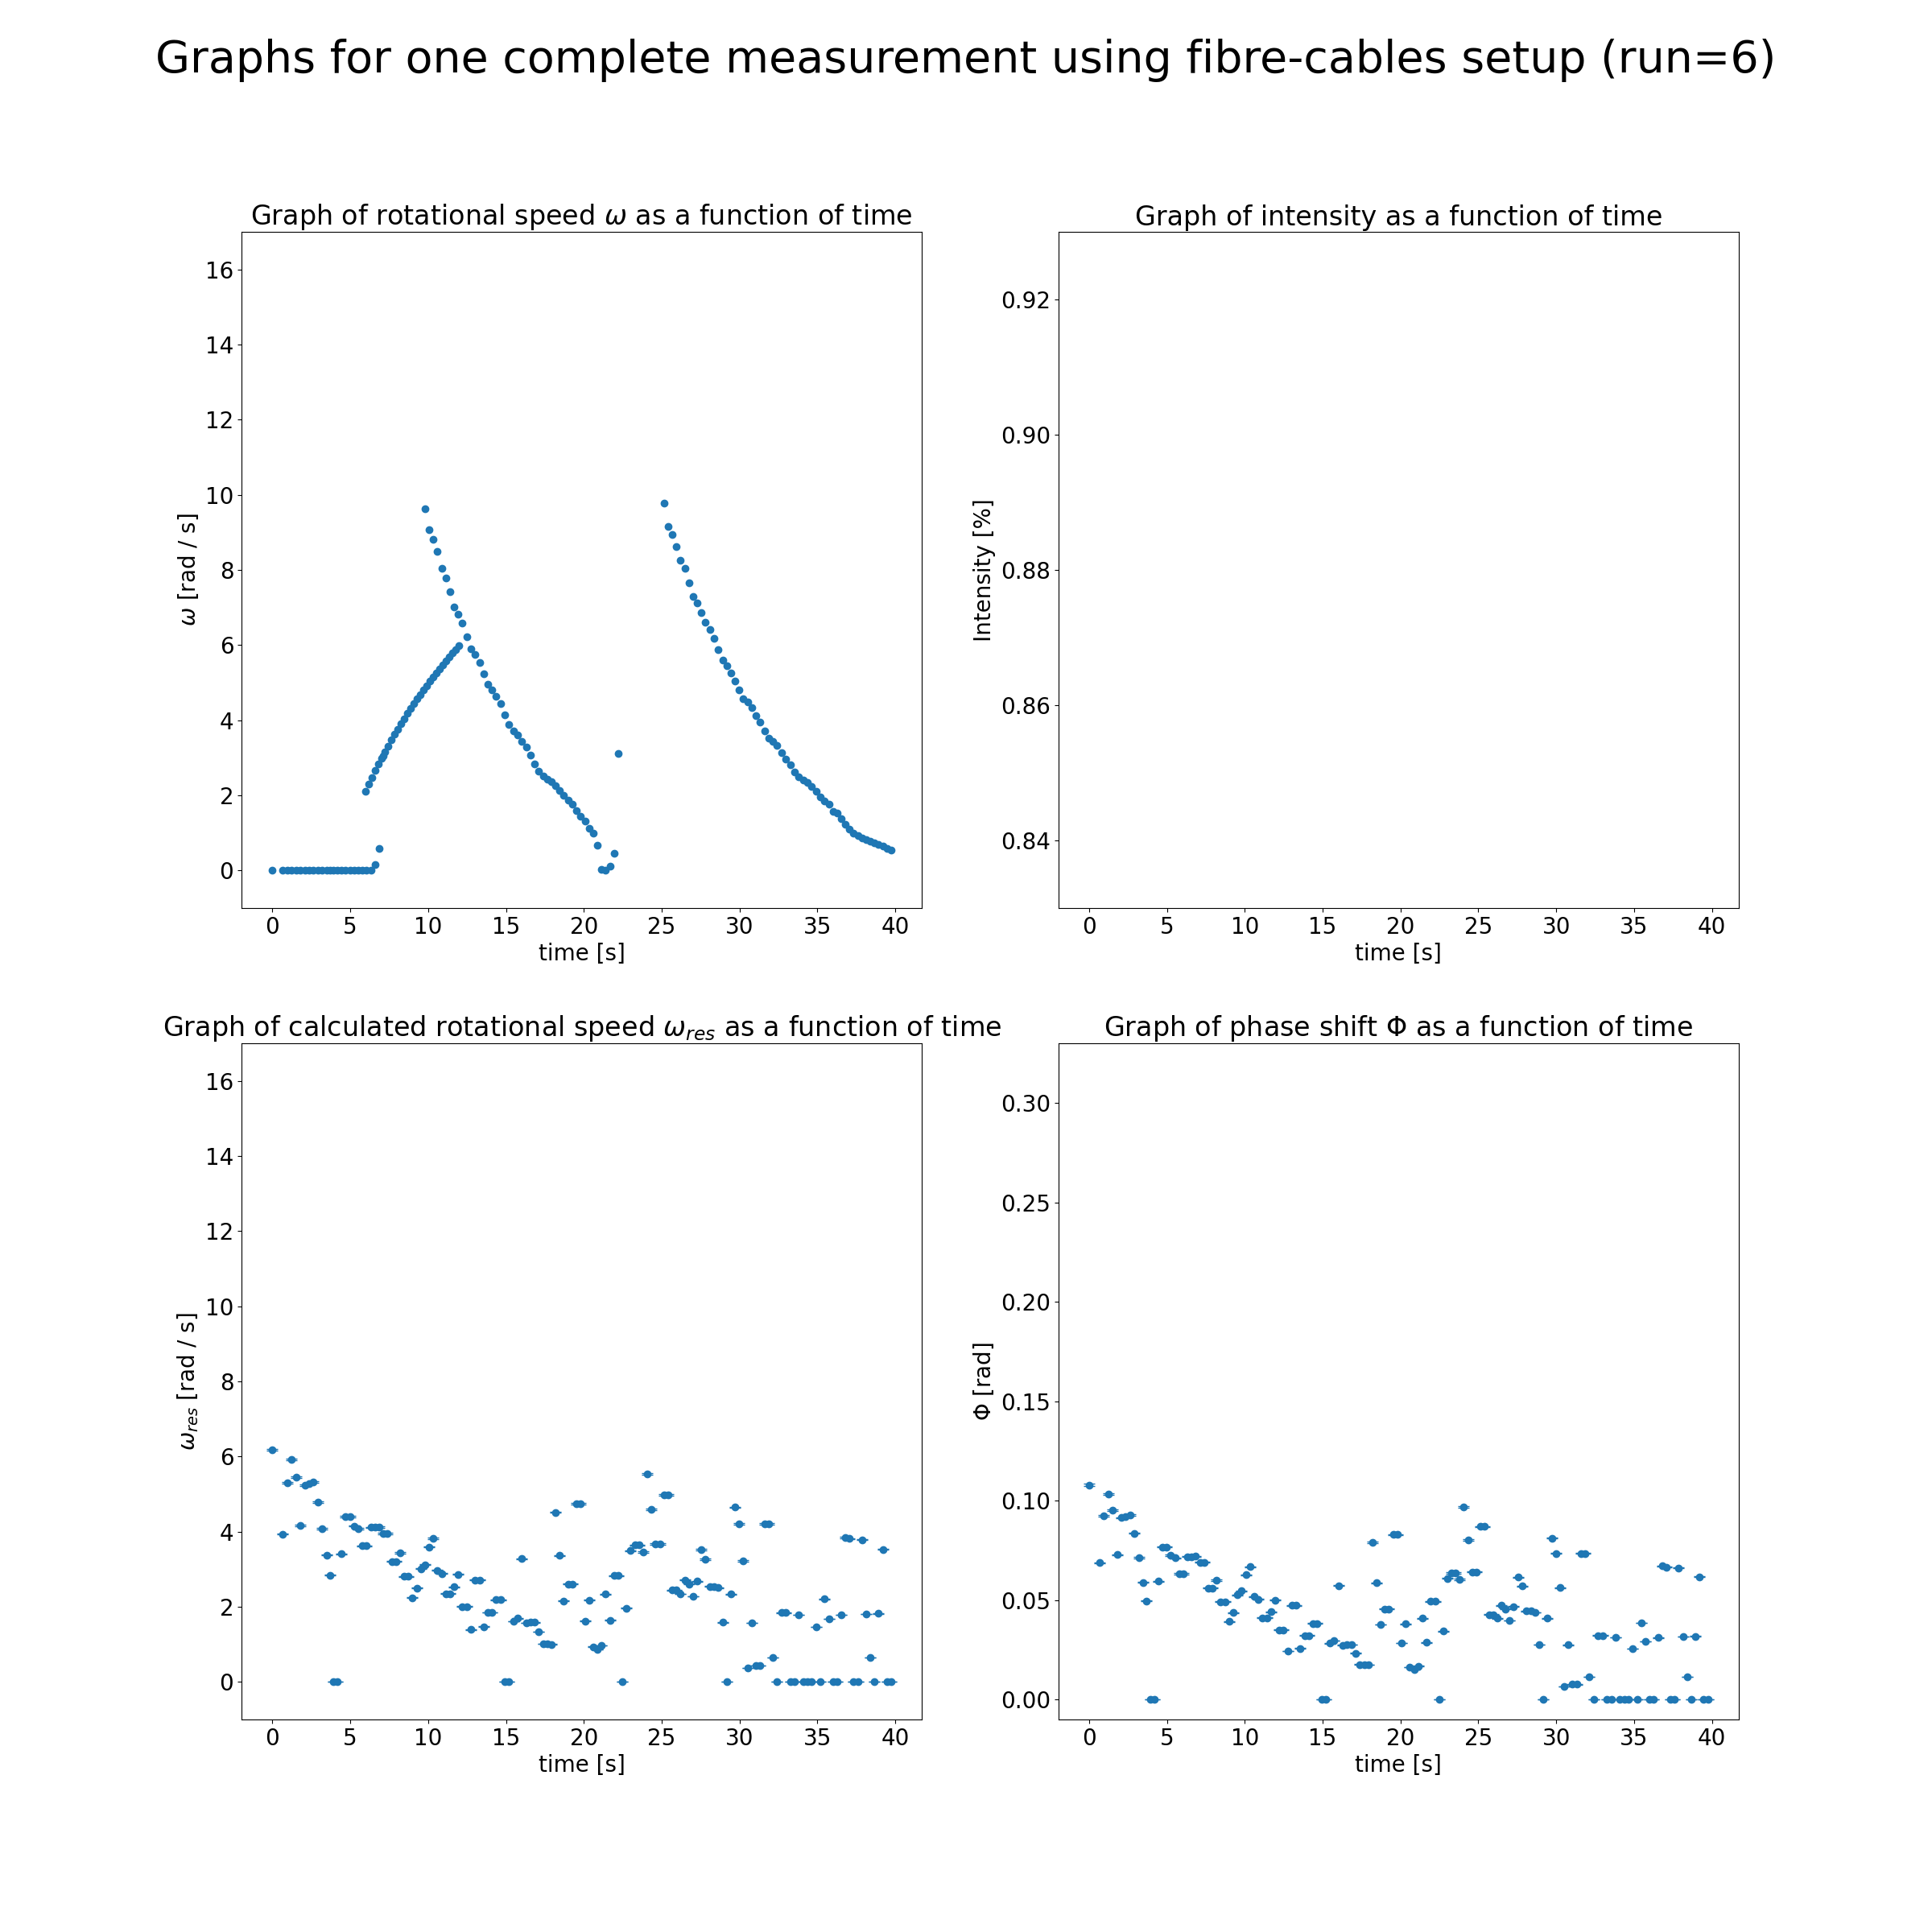 Graphs for one complete measurement using fibre-cables setup (run=6)
Graph of rotational speed ω as a function of time
16
14
12
10
8
6
4
2
0
ω [rad / s]
0 5 10 15 20 25 30 35 40
time [s]
Graph of intensity as a function of time
0.92
0.90
0.88
0.86
0.84
Intensity [%]
0 5 10 15 20 25 30 35 40
time [s]
Graph of calculated rotational speed ω_res as a function of time
16
14
12
10
8
6
4
2
0
ω_res [rad / s]
0 5 10 15 20 25 30 35 40
time [s]
Graph of phase shift Φ as a function of time
0.30
0.25
0.20
0.15
0.10
0.05
0.00
Φ [rad]
0 5 10 15 20 25 30 35 40
time [s]